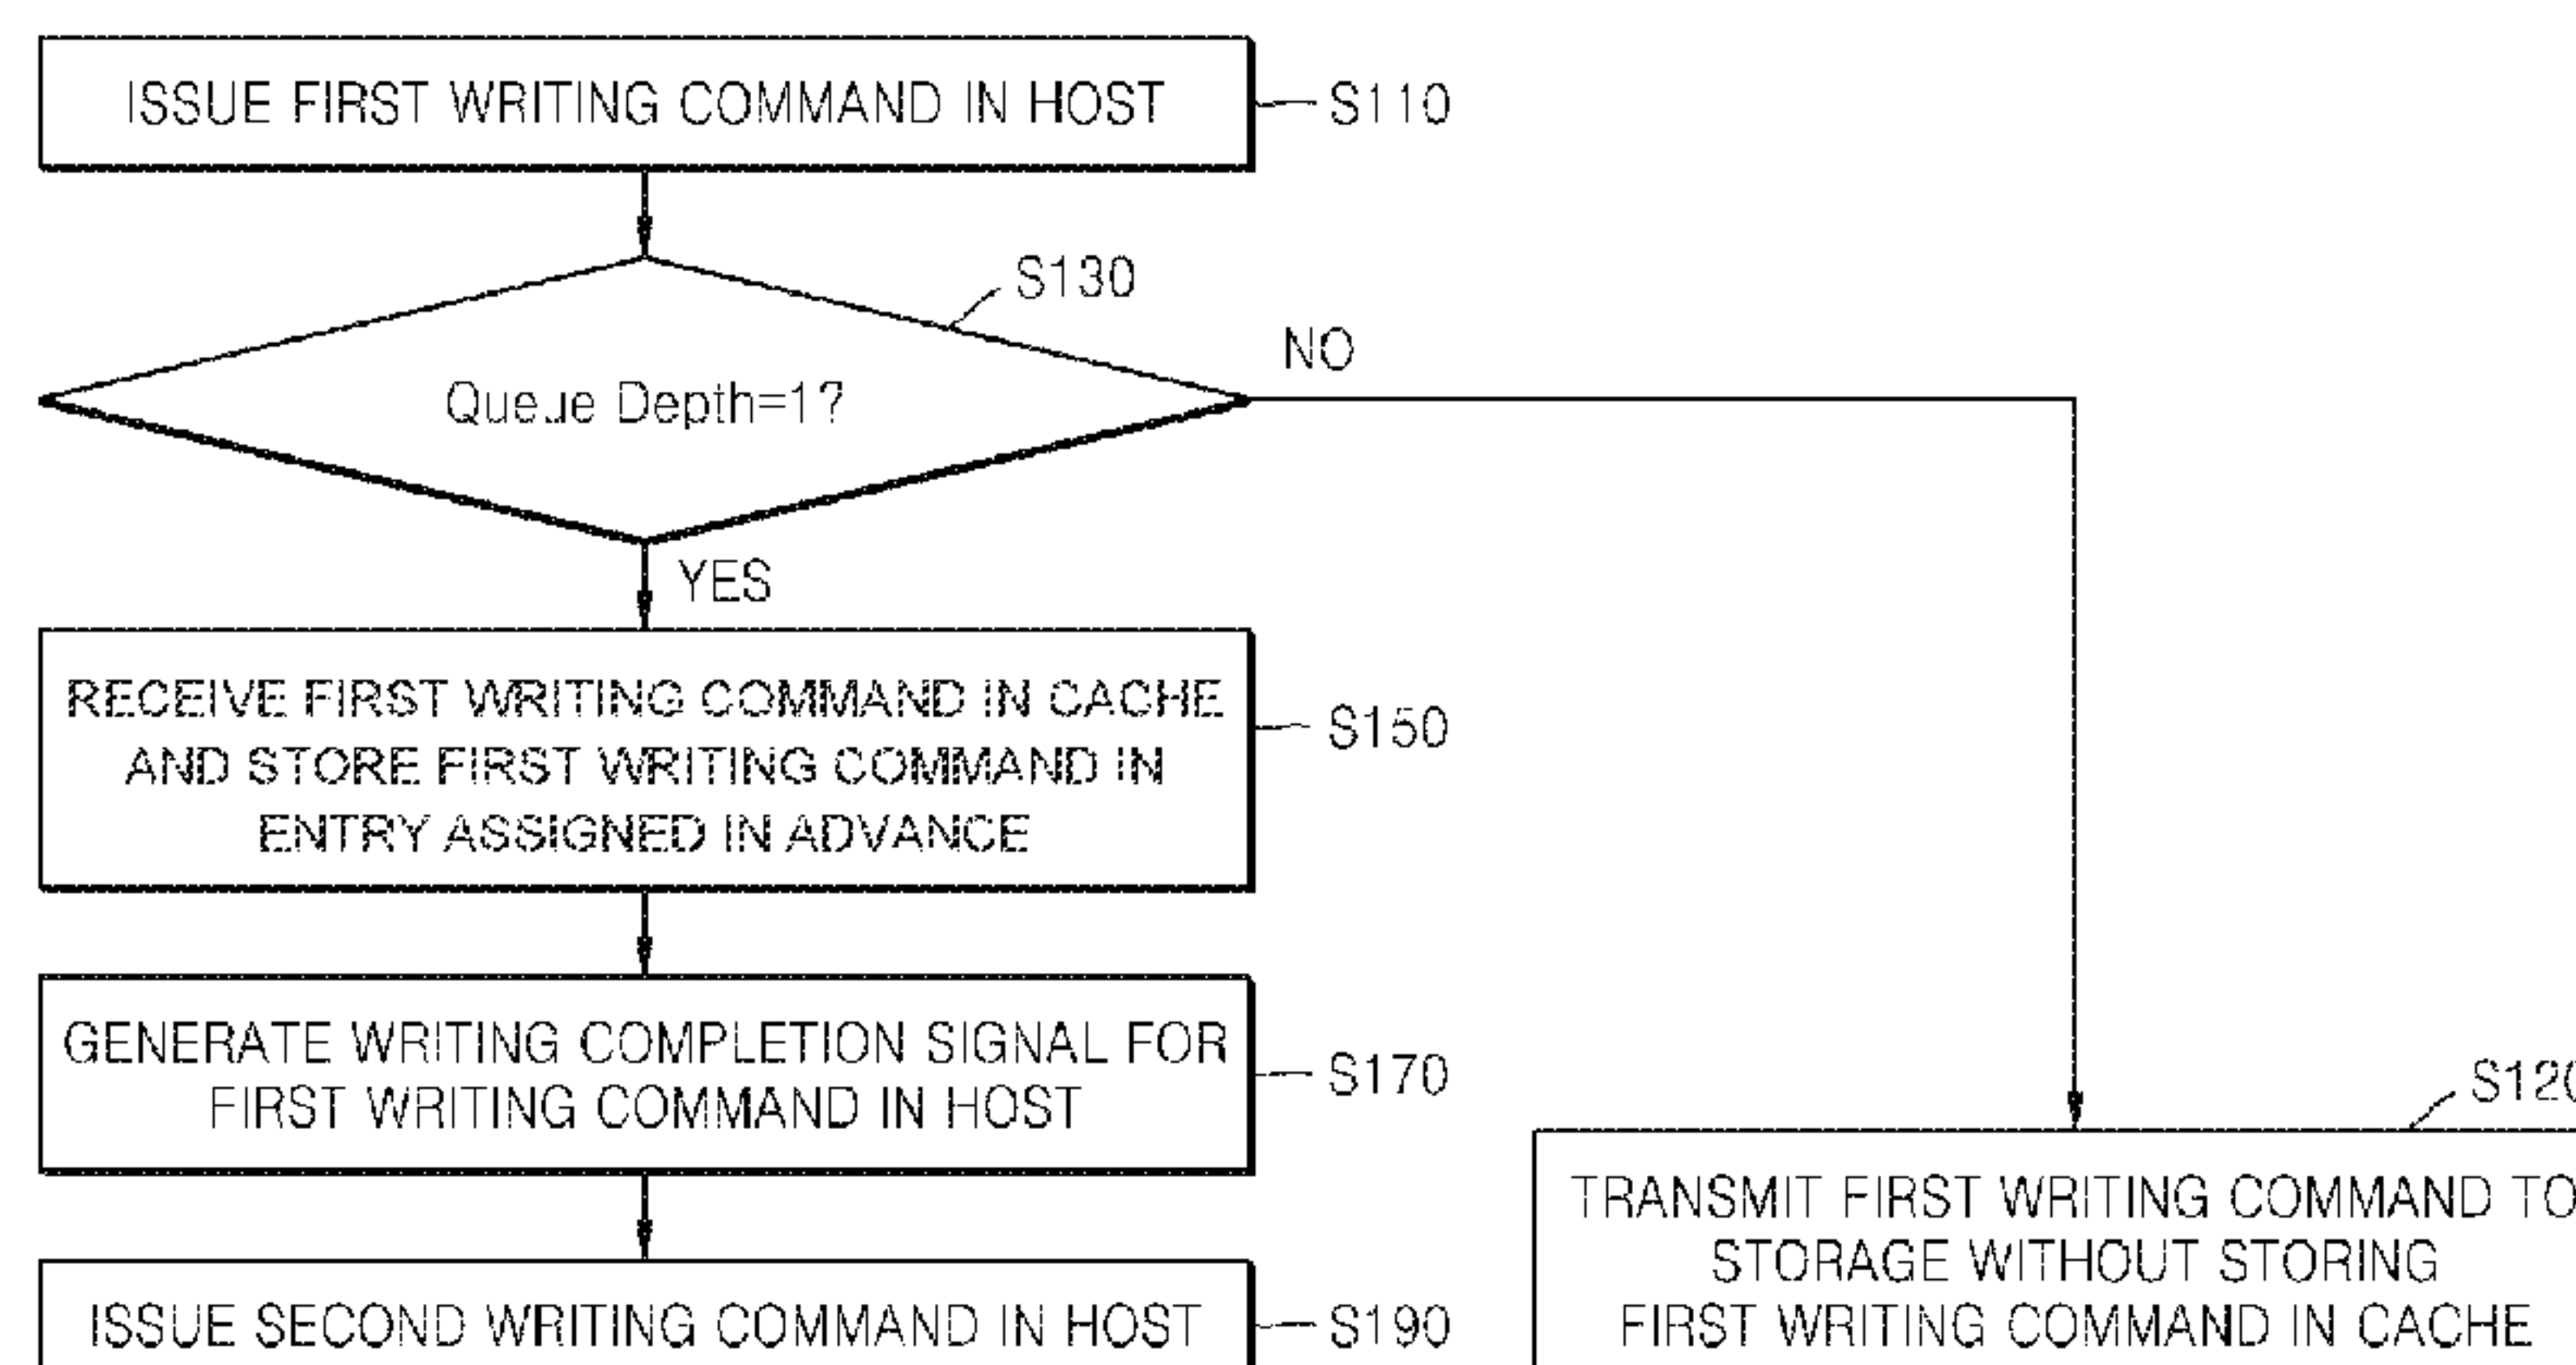 ISSUE FIRST WRITING COMMAND IN HOST
S110
S130
NO
Queue Depth=1?
YES
RECEIVE FIRST WRITING COMMAND IN CACHE
AND STORE FIRST WRITING COMMAND IN
ENTRY ASSIGNED IN ADVANCE
S150
GENERATE WRITING COMPLETION SIGNAL FOR
FIRST WRITING COMMAND IN HOST
S170
S120
TRANSMIT FIRST WRITING COMMAND TO
STORAGE WITHOUT STORING
FIRST WRITING COMMAND IN CACHE
ISSUE SECOND WRITING COMMAND IN HOST
S190